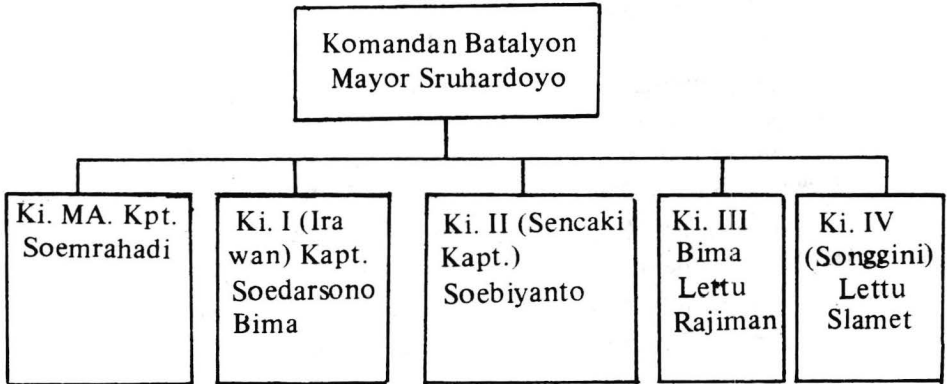 Komandan Batalyon
Mayor Sruhardoyo
Ki. MA. Kpt.
Soemrahadi
Ki. I (Ira
wan) Kapt.
Soedarsono
Bima
Ki. II (Sencaki
Kapt.)
Soebiyanto
Ki. III
Bima
Lettu
Rajiman
Ki. IV
(Songgini)
Lettu
Slamet